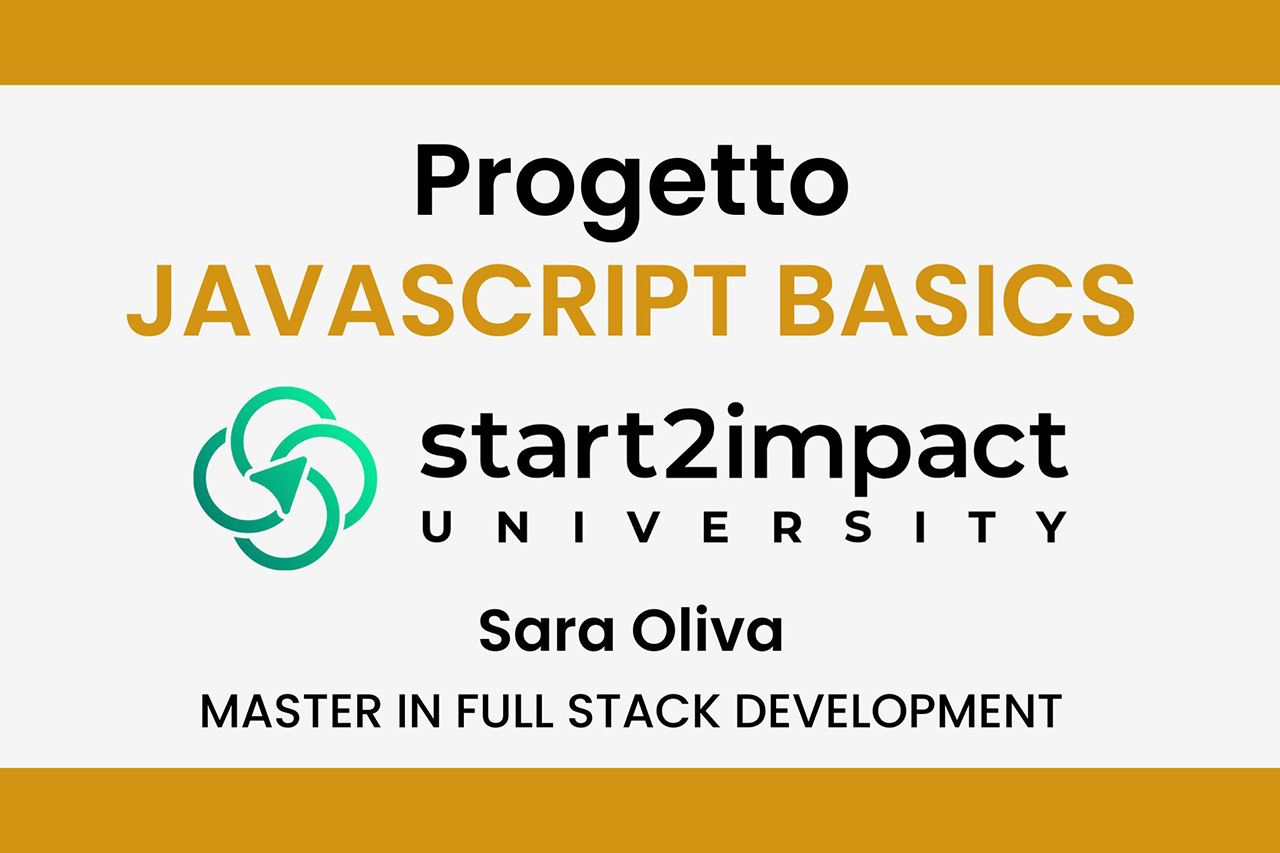 Progetto
JAVASCRIPT BASICS
start2impact
UNIVERSITY
Sara Oliva
MASTER IN FULL STACK DEVELOPMENT